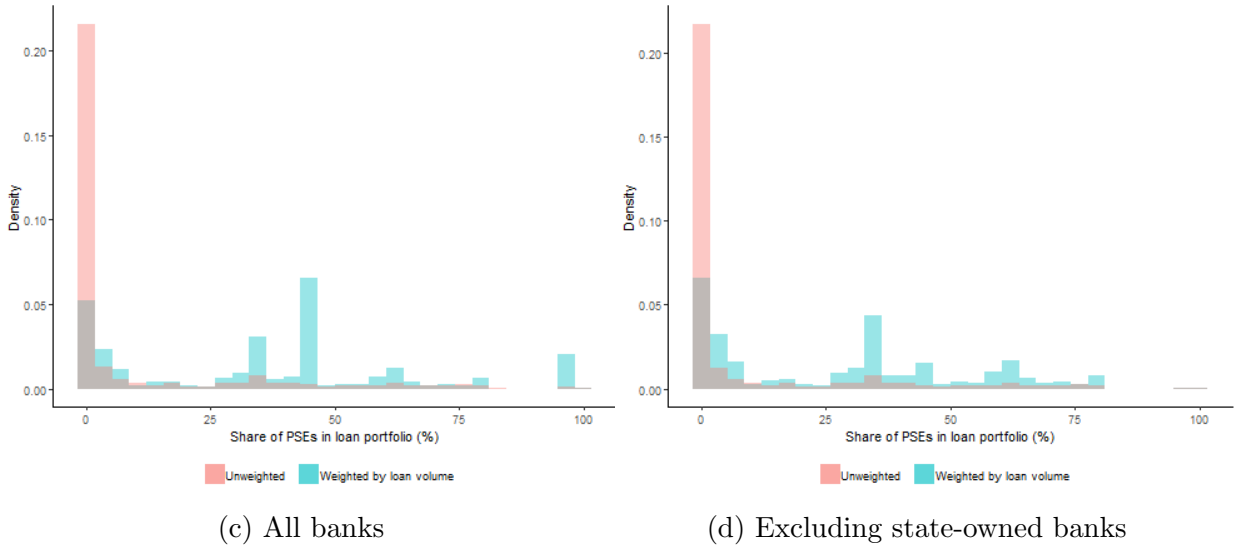 0.20
0.15
0.10
0.05
0.00
Density
0 25 50 75 100
Share of PSEs in loan portfolio (%)
Unweighted Weighted by loan volume
(c) All banks
0.20
0.15
0.10
0.05
0.00
Density
0 25 50 75 100
Share of PSEs in loan portfolio (%)
Unweighted Weighted by loan volume
(d) Excluding state-owned banks